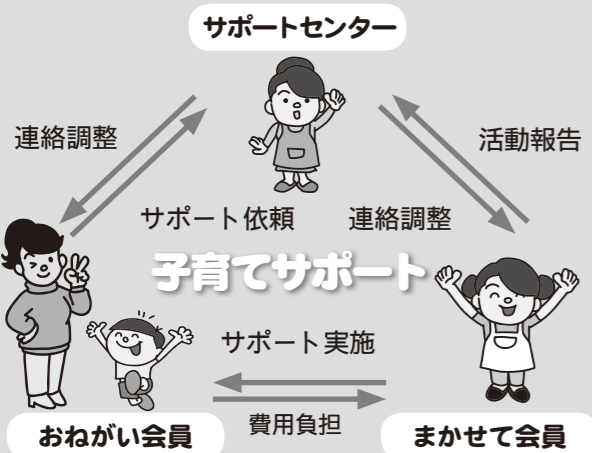 サポートセンター
連絡調整
活動報告
サポート依頼
連絡調整
子育てサポート
サポート実施
費用負担
おねがい会員
まかせて会員